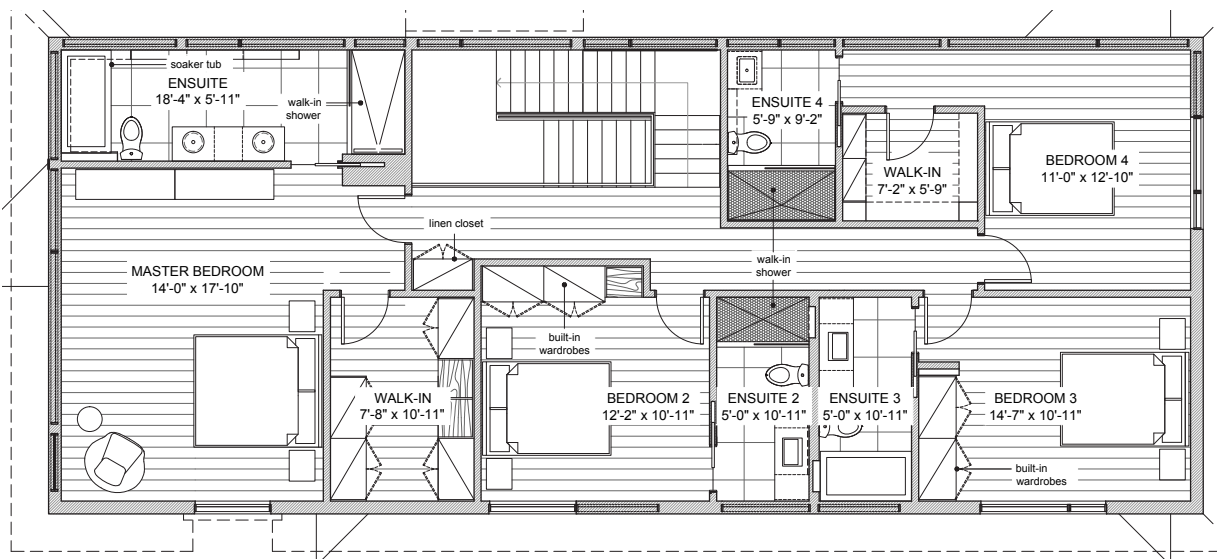 soaker tub
ENSUITE
18'-4" x 5'-11"
walk-in
shower
ENSUITE 4
5'-9" x 9'-2"
WALK-IN
7'-2" x 5'-9"
BEDROOM 4
11'-0" x 12'-10"
linen closet
walk-in
shower
MASTER BEDROOM
14'-0" x 17'-10"
built-in
wardrobes
WALK-IN
7'-8" x 10'-11"
BEDROOM 2
12'-2" x 10'-11"
ENSUITE 2
5'-0" x 10'-11"
ENSUITE 3
5'-0" x 10'-11"
BEDROOM 3
14'-7" x 10'-11"
built-in
wardrobes